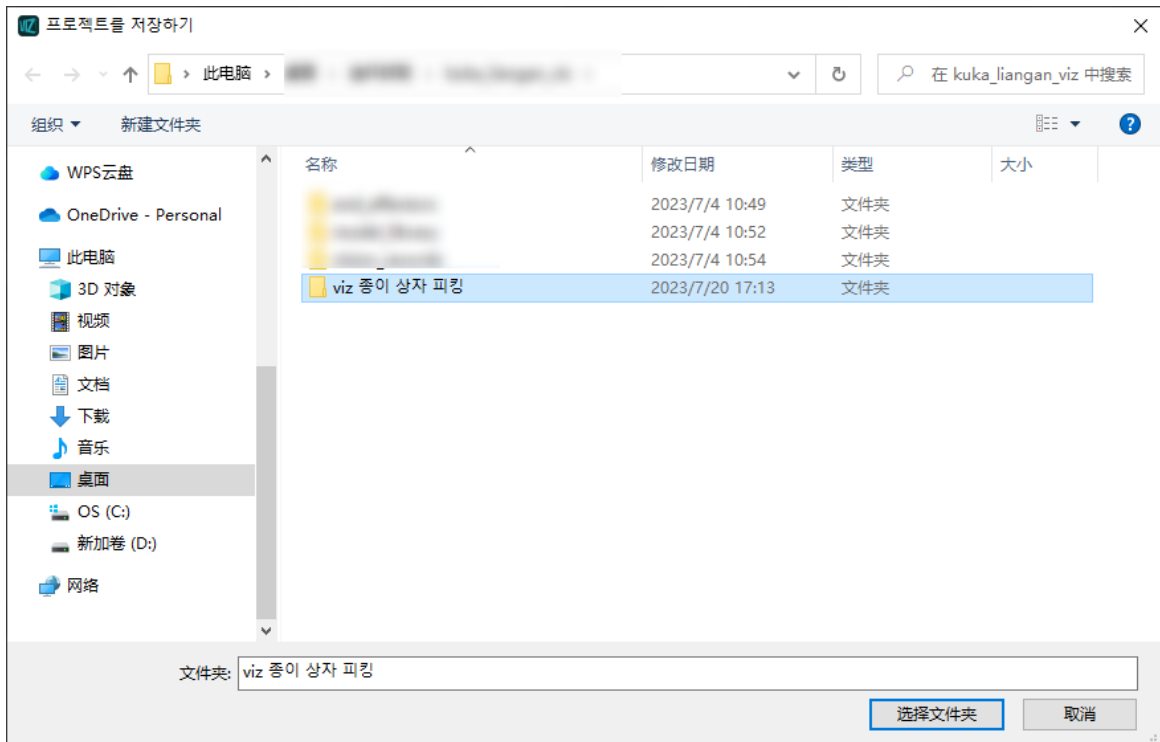 VIZ 프로젝트를 저장하기
此电脑
在 kuka_liangan_viz 中搜索
组织 新建文件夹
名称 修改日期 类型 大小
WPS云盘
OneDrive - Personal
此电脑
3D 对象
视频
图片
文档
下载
音乐
桌面
OS (C:)
新加卷 (D:)
网络
2023/7/4 10:49 文件夹
2023/7/4 10:52 文件夹
2023/7/4 10:54 文件夹
viz 종이 상자 피킹 2023/7/20 17:13 文件夹
文件夹: viz 종이 상자 피킹
选择文件夹 取消